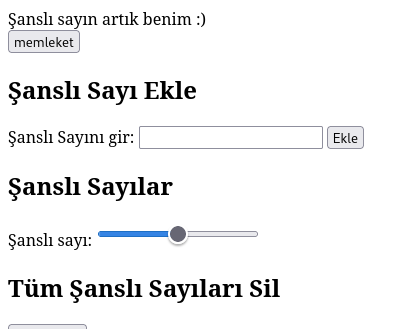 Şanslı sayın artık benim :)
memleket
Şanslı Sayı Ekle
Şanslı Sayını gir: Ekle
Şanslı Sayılar
Şanslı sayı:
Tüm Şanslı Sayıları Sil